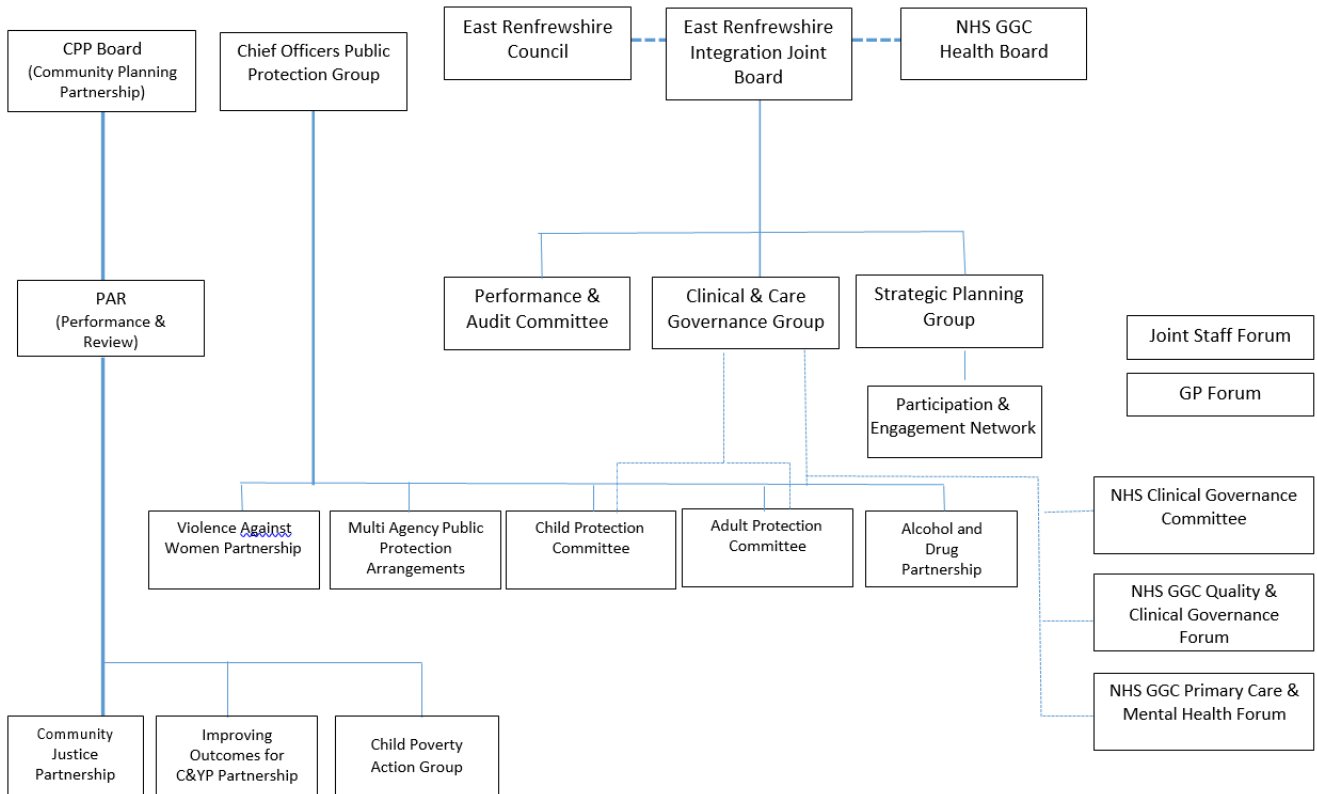 CPP Board
(Community Planning
Partnership)
Chief Officers Public
Protection Group
East Renfrewshire
Council
East Renfrewshire
Integration Joint
Board
NHS GGC
Health Board
PAR
(Performance &
Review)
Performance &
Audit Committee
Clinical & Care
Governance Group
Strategic Planning
Group
Joint Staff Forum
GP Forum
Participation &
Engagement Network
Violence Against
Women Partnership
Multi Agency Public
Protection
Arrangements
Child Protection
Committee
Adult Protection
Committee
Alcohol and
Drug
Partnership
NHS Clinical Governance
Committee
NHS GGC Quality &
Clinical Governance
Forum
NHS GGC Primary Care &
Mental Health Forum
Community
Justice
Partnership
Improving
Outcomes for
C&YP Partnership
Child Poverty
Action Group